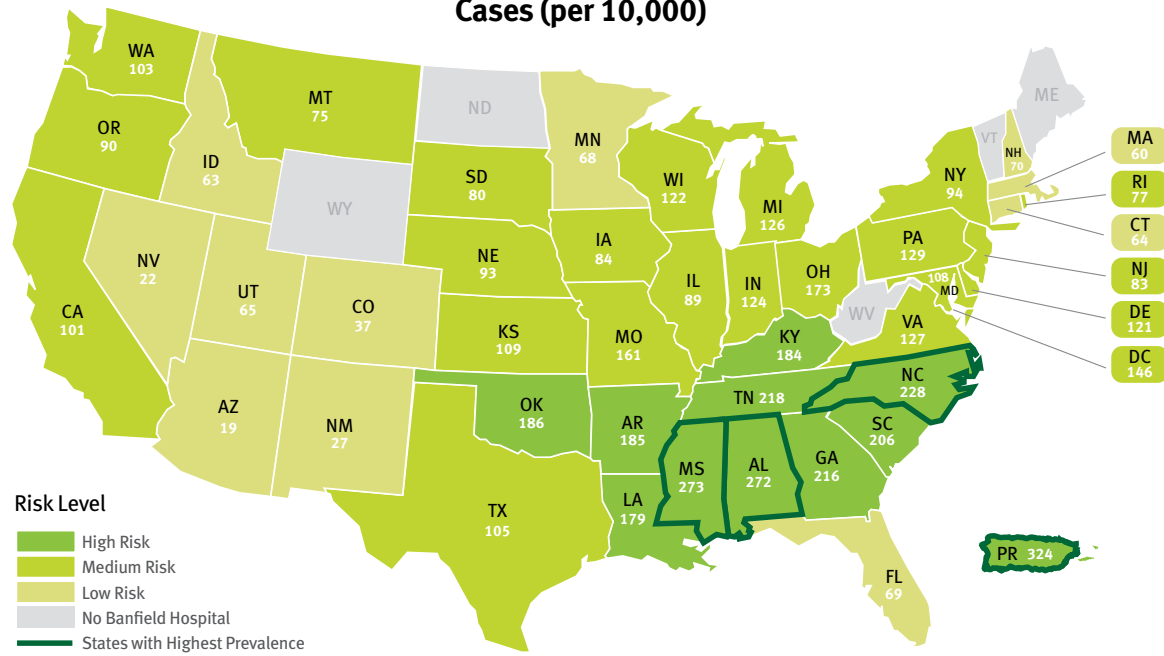 Cases (per 10,000)
WA
103
MT
75
ND
ME
OR
90
ID
63
MN
68
VT
NH
70
MA
60
SD
80
WI
122
MI
126
NY
94
RI
77
WY
CT
64
NV
22
UT
65
CO
37
NE
93
IA
84
IL
89
IN
124
OH
173
PA
129
NJ
83
108
MD
DE
121
CA
101
KS
109
MO
161
KY
184
WV
VA
127
DC
146
AZ
19
NM
27
OK
186
AR
185
TN 218
NC
228
SC
206
MS
273
AL
272
GA
216
TX
105
LA
179
FL
69
PR 324
Risk Level
High Risk
Medium Risk
Low Risk
No Banfield Hospital
States with Highest Prevalence